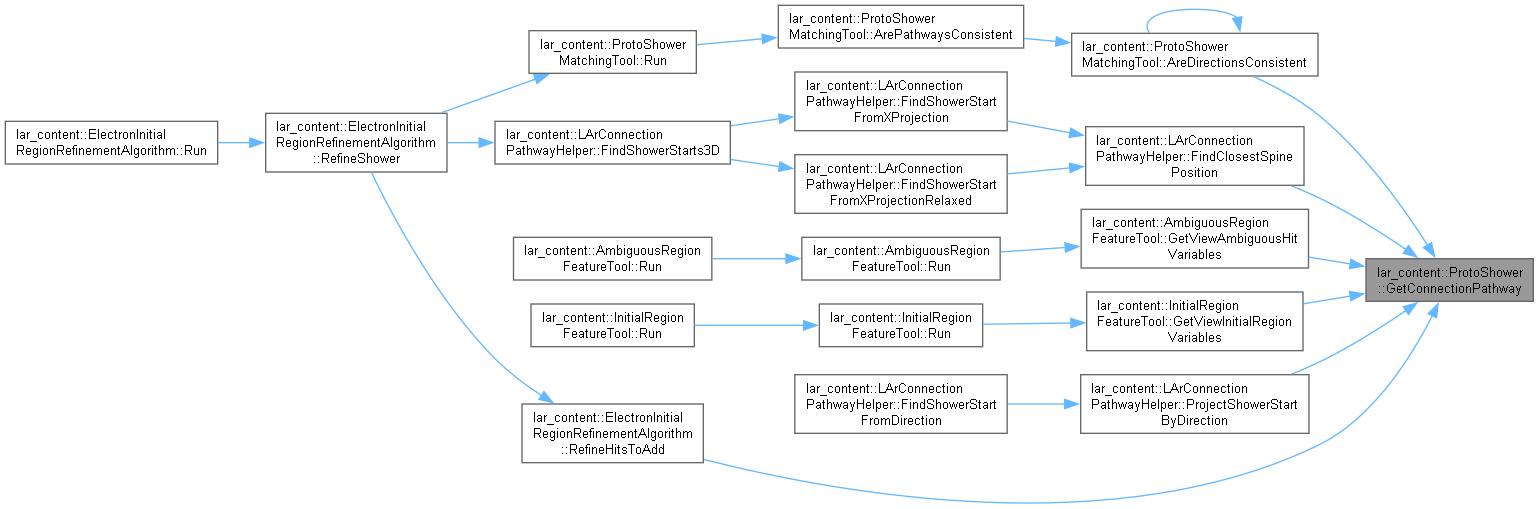 lar_content::ProtoShower
MatchingTool::ArePathwaysConsistent
lar_content::ProtoShower
MatchingTool::Run
lar_content::ProtoShower
MatchingTool::AreDirectionsConsistent
lar_content::LArConnection
PathwayHelper::FindShowerStart
FromXProjection
lar_content::ElectronInitial
RegionRefinementAlgorithm::Run
lar_content::ElectronInitial
RegionRefinementAlgorithm
::RefineShower
lar_content::LArConnection
PathwayHelper::FindShowerStarts3D
lar_content::LArConnection
PathwayHelper::FindClosestSpine
Position
lar_content::LArConnection
PathwayHelper::FindShowerStart
FromXProjectionRelaxed
lar_content::AmbiguousRegion
FeatureTool::Run
lar_content::AmbiguousRegion
FeatureTool::Run
lar_content::AmbiguousRegion
FeatureTool::GetViewAmbiguousHit
Variables
lar_content::ProtoShower
::GetConnectionPathway
lar_content::InitialRegion
FeatureTool::Run
lar_content::InitialRegion
FeatureTool::Run
lar_content::InitialRegion
FeatureTool::GetViewInitialRegion
Variables
lar_content::LArConnection
PathwayHelper::FindShowerStart
FromDirection
lar_content::LArConnection
PathwayHelper::ProjectShowerStart
ByDirection
lar_content::ElectronInitial
RegionRefinementAlgorithm
::RefineHitsToAdd